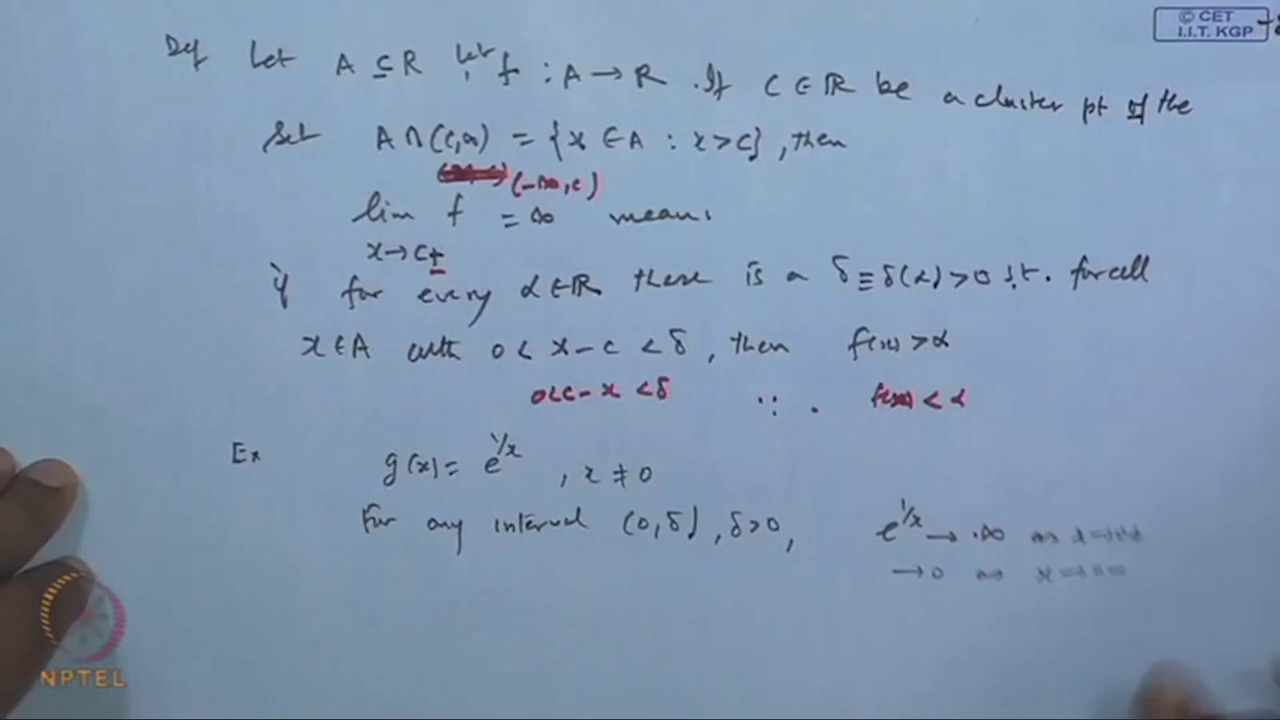 © CET
I.I.T. KGP
Def Let A ⊆ R let f : A → R . If C ∈ ℝ be a cluster pt of the
set A ∩ (c, ∞) = {x ∈ A : x > c}, then
(-∞, c)
lim f = ∞ means
x → c+
if for every α ∈ ℝ there is a δ ≡ δ(α) > 0 s.t. for all
x ∈ A with 0 < x - c < δ, then f(x) > α
0 < c - x < δ f(x) < α
Ex g(x) = e^{1/x}, x ≠ 0
For any interval (0, δ), δ > 0, e^{1/x} → ∞ as
→ 0 as
NPTEL